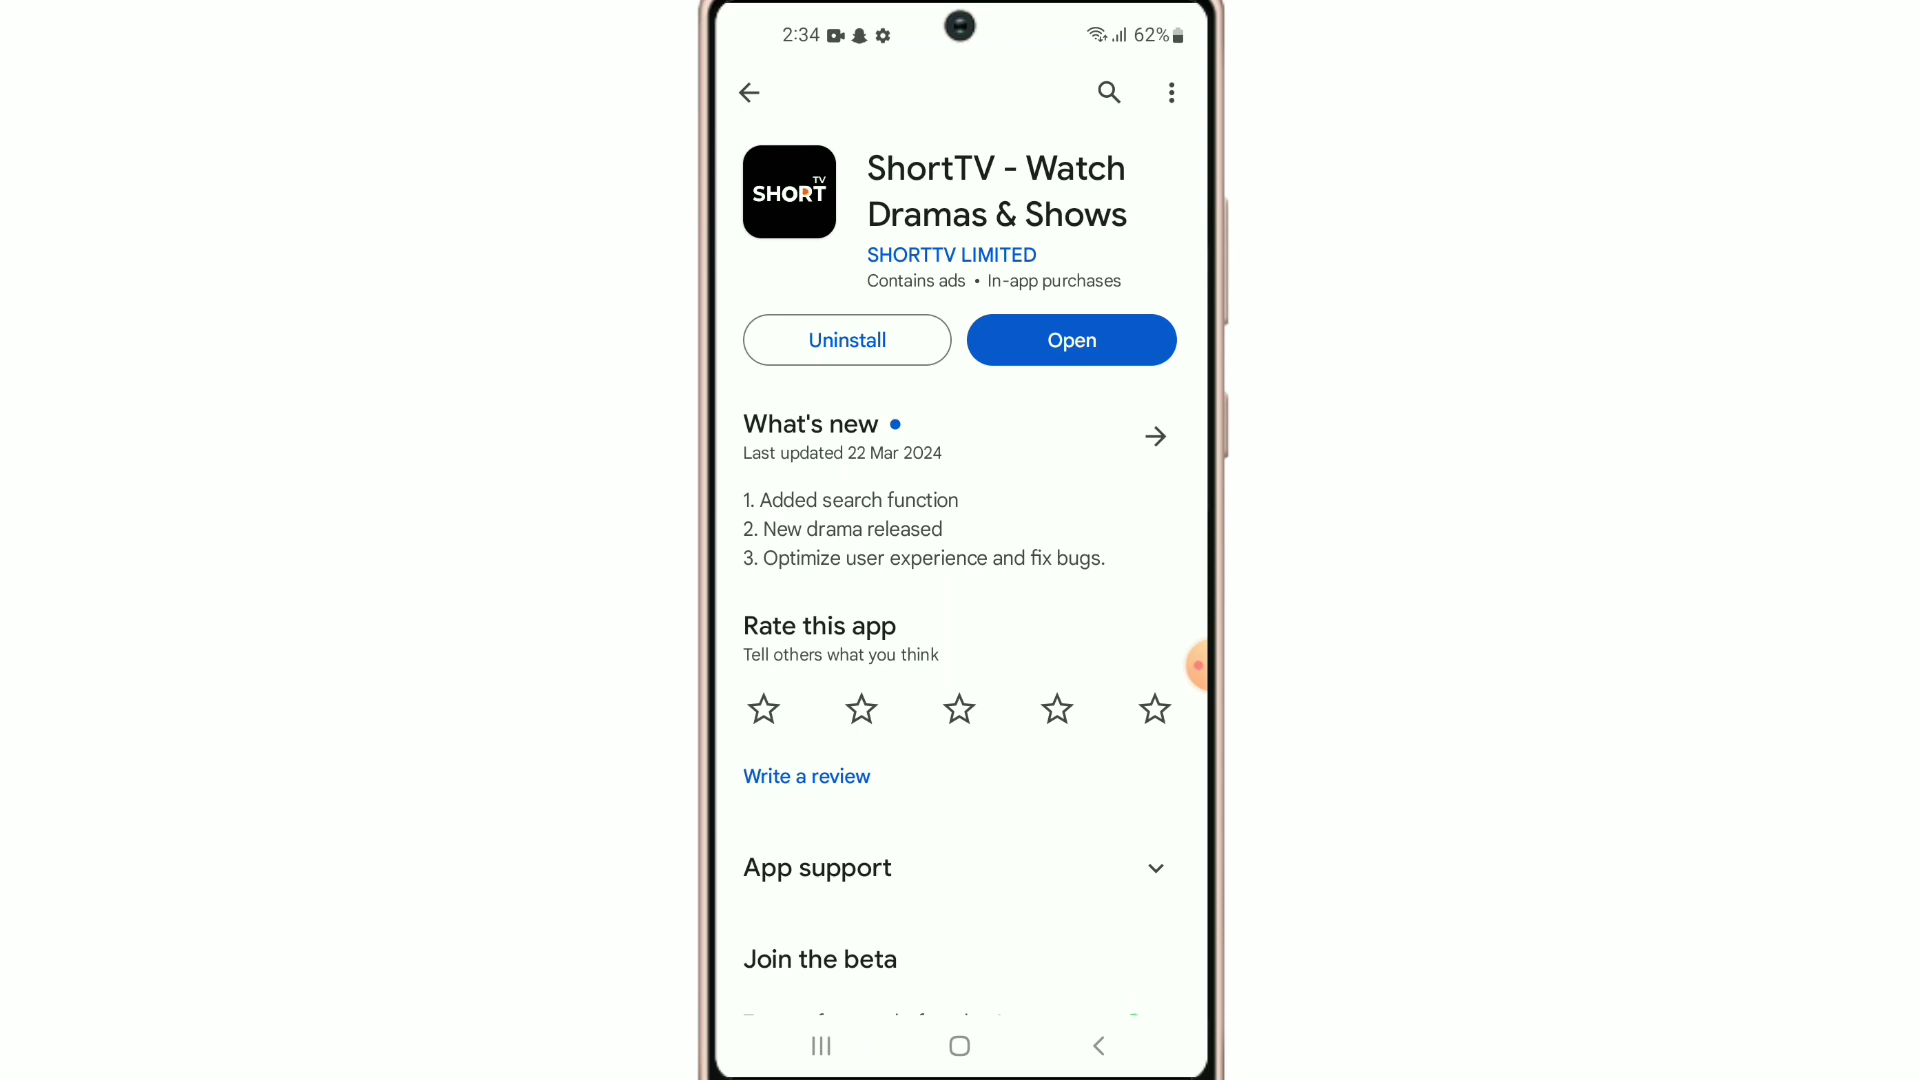 2:34
62%
SHORT TV
ShortTV - Watch
Dramas & Shows
SHORTTV LIMITED
Contains ads • In-app purchases
Uninstall
Open
What's new
Last updated 22 Mar 2024
1. Added search function
2. New drama released
3. Optimize user experience and fix bugs.
Rate this app
Tell others what you think
Write a review
App support
Join the beta